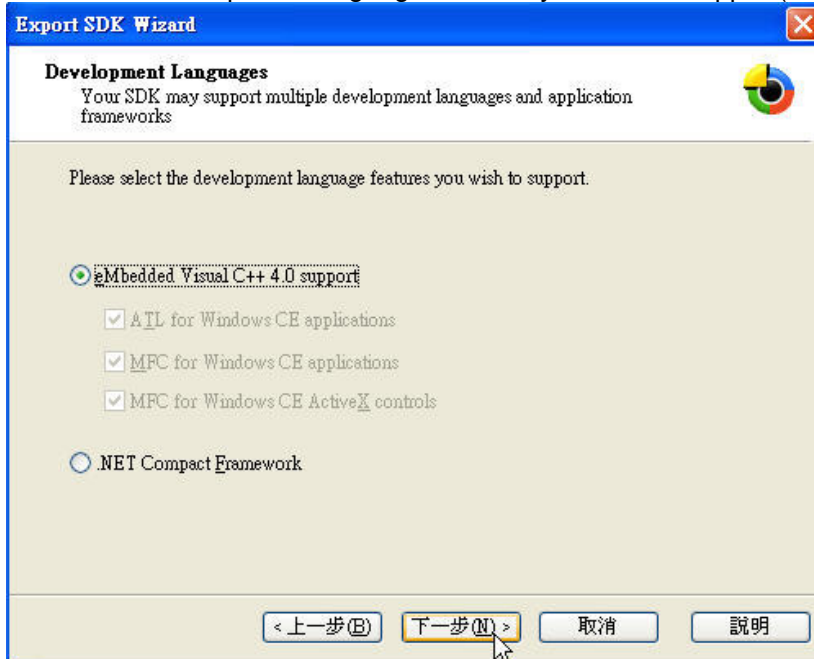 Export SDK Wizard
Development Languages
Your SDK may support multiple development languages and application
frameworks
Please select the development language features you wish to support.
eMbedded Visual C++ 4.0 support
ATL for Windows CE applications
MFC for Windows CE applications
MFC for Windows CE ActiveX controls
.NET Compact Framework
<上一步(B) 下一步(N)> 取消 說明